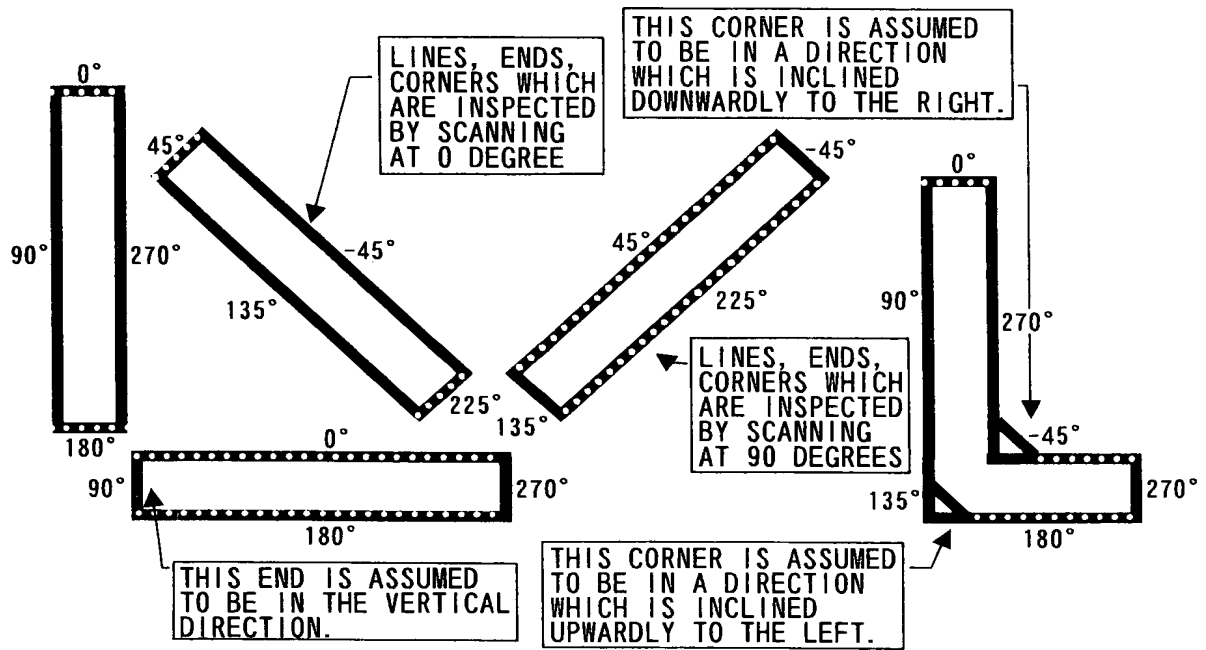 0°
90°
270°
180°
45°
-45°
135°
225°
LINES, ENDS,
CORNERS WHICH
ARE INSPECTED
BY SCANNING
AT 0 DEGREE
THIS CORNER IS ASSUMED
TO BE IN A DIRECTION
WHICH IS INCLINED
DOWNWARDLY TO THE RIGHT.
-45°
45°
225°
135°
LINES, ENDS,
CORNERS WHICH
ARE INSPECTED
BY SCANNING
AT 90 DEGREES
0°
90°
270°
-45°
135°
270°
180°
0°
90°
270°
180°
THIS END IS ASSUMED
TO BE IN THE VERTICAL
DIRECTION.
THIS CORNER IS ASSUMED
TO BE IN A DIRECTION
WHICH IS INCLINED
UPWARDLY TO THE LEFT.